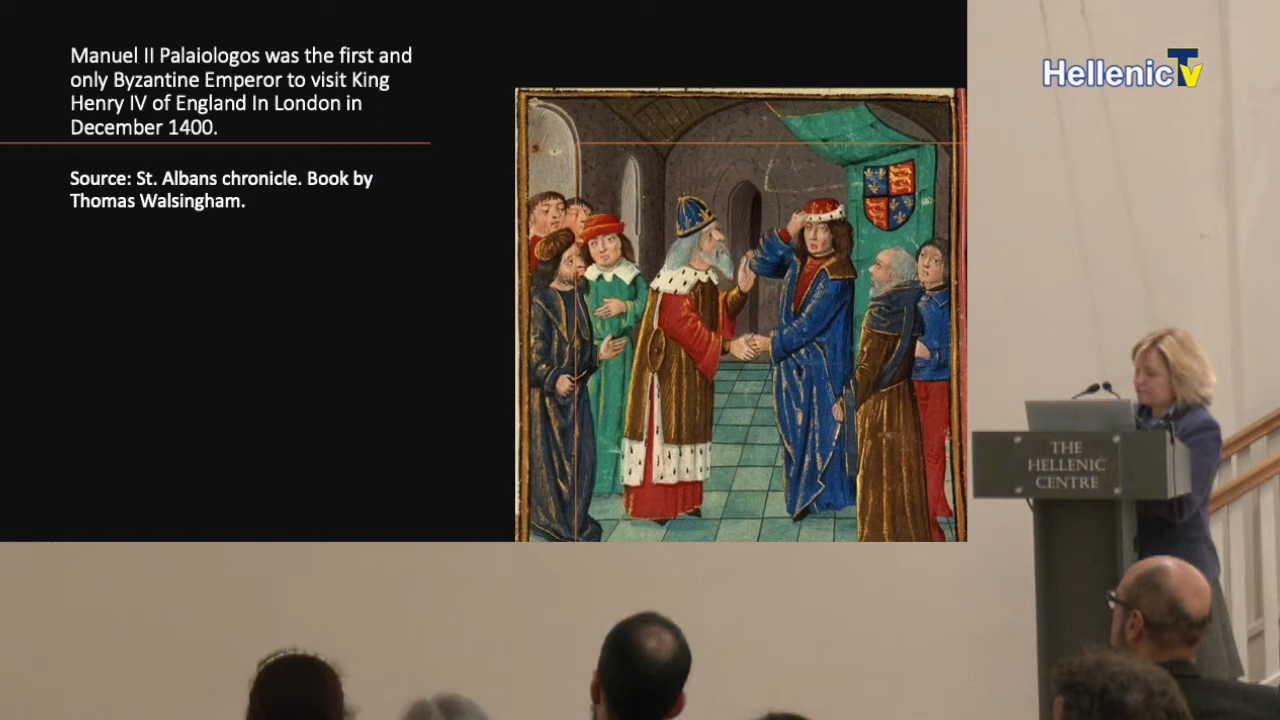 Manuel II Palaiologos was the first and
only Byzantine Emperor to visit King
Henry IV of England In London in
December 1400.
Source: St. Albans chronicle. Book by
Thomas Walsingham.
HellenicTv
THE
HELLENIC
CENTRE